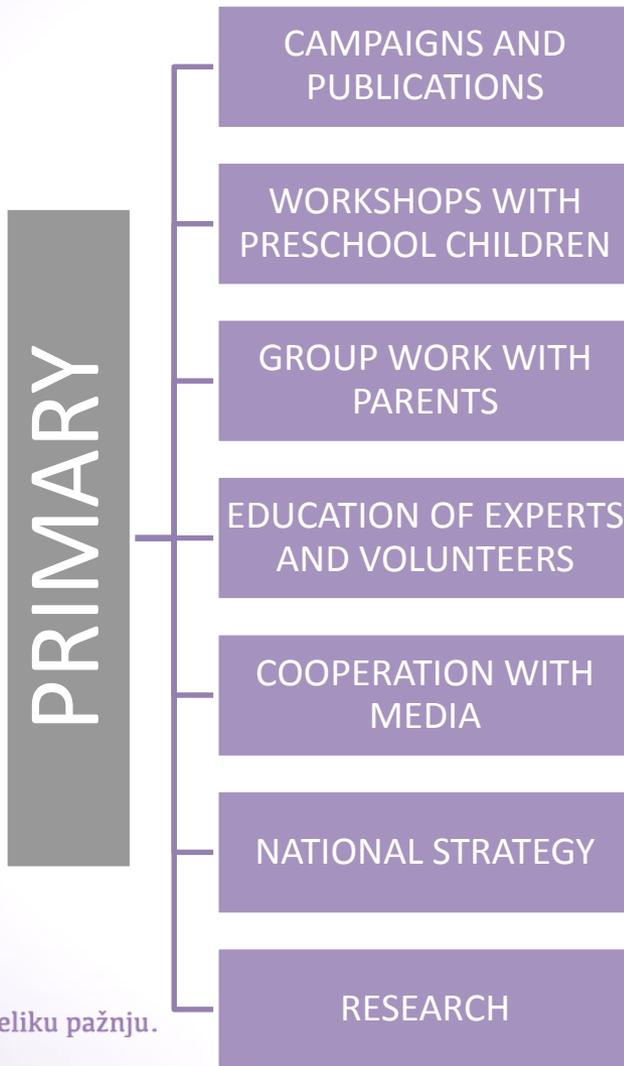 PRIMARY
CAMPAIGNS AND
PUBLICATIONS
WORKSHOPS WITH
PRESCHOOL CHILDREN
GROUP WORK WITH
PARENTS
EDUCATION OF EXPERTS
AND VOLUNTEERS
COOPERATION WITH
MEDIA
NATIONAL STRATEGY
RESEARCH
pažnju.